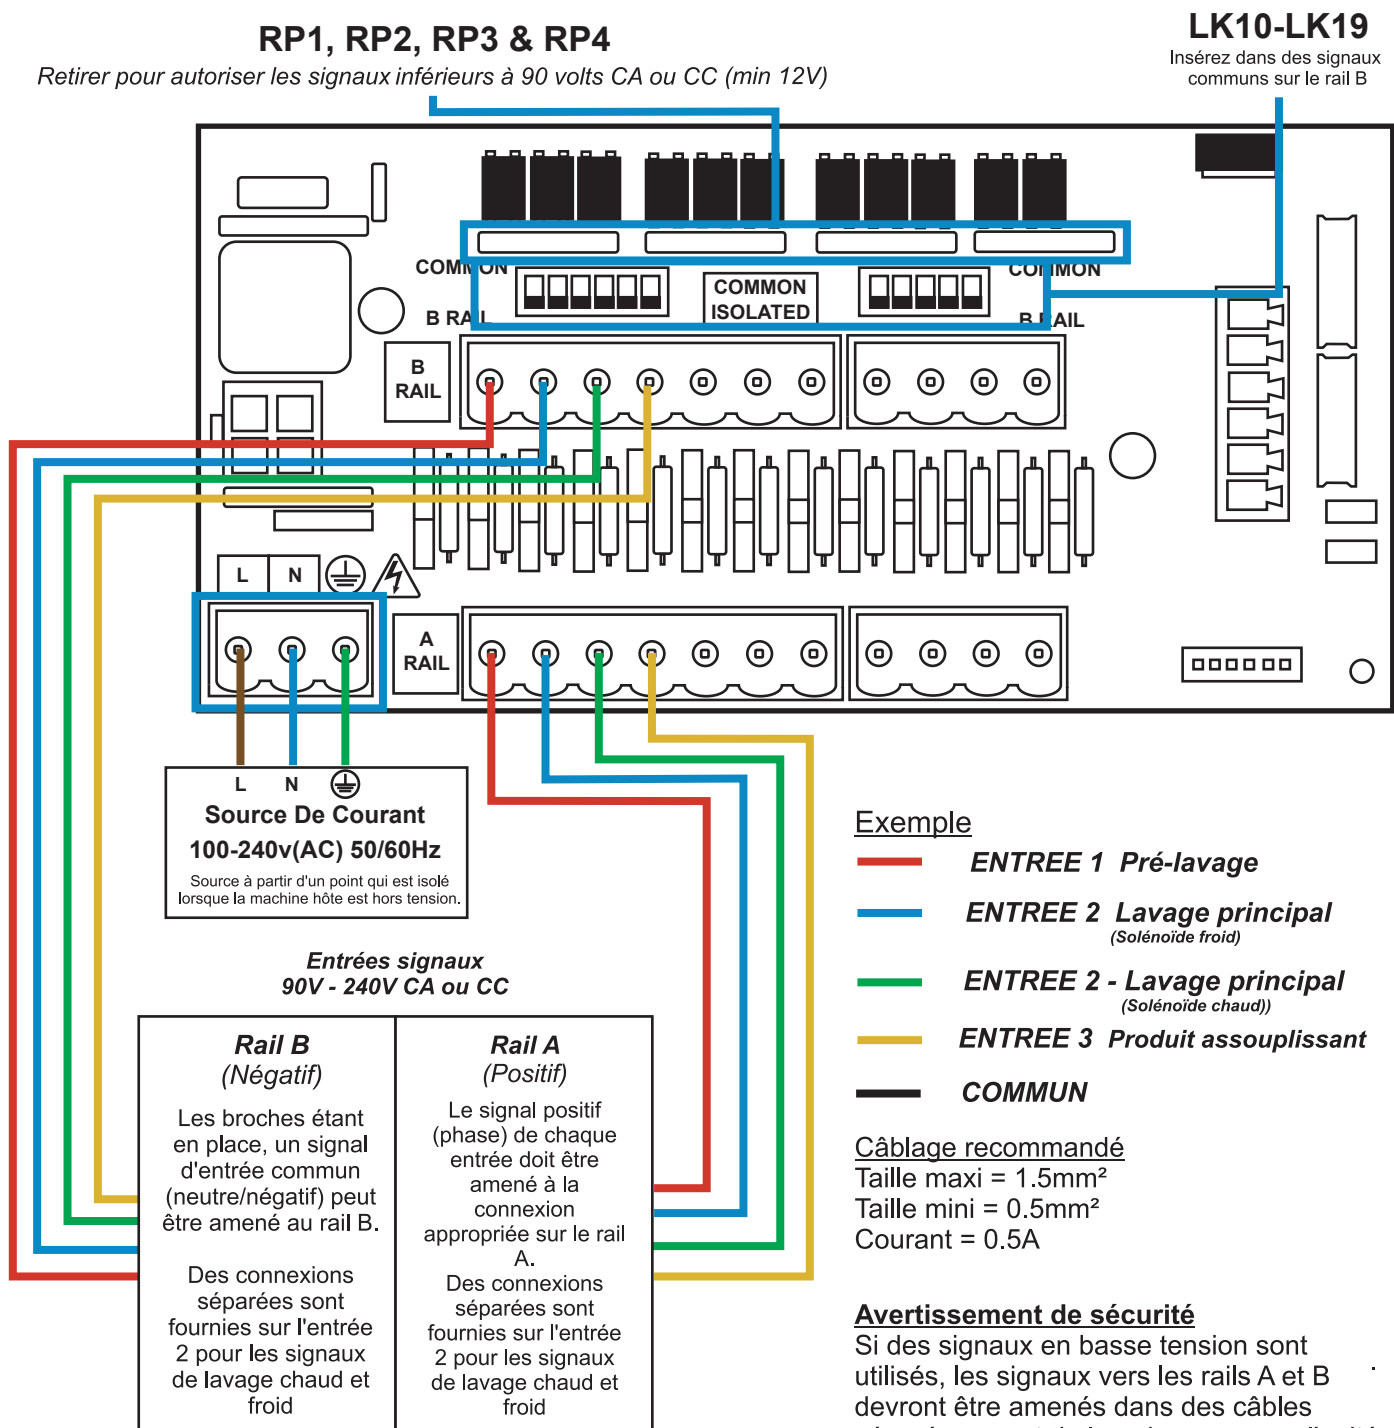 RP1, RP2, RP3 & RP4
Retirer pour autoriser les signaux inférieurs à 90 volts CA ou CC (min 12V)
LK10-LK19
Insérez dans des signaux
communs sur le rail B
COMMON
COMMON
ISOLATED
COMMON
B RAIL
B RAIL
B
RAIL
L
N
A
RAIL
L
N
Source De Courant
100-240v(AC) 50/60Hz
Source à partir d'un point qui est isolé
lorsque la machine hôte est hors tension.
Entrées signaux
90V - 240V CA ou CC
Rail B
(Négatif)
Les broches étant
en place, un signal
d'entrée commun
(neutre/négatif) peut
être amené au rail B.
Des connexions
séparées sont
fournies sur l'entrée
2 pour les signaux
de lavage chaud et
froid
Rail A
(Positif)
Le signal positif
(phase) de chaque
entrée doit être
amené à la
connexion
appropriée sur le rail
A.
Des connexions
séparées sont
fournies sur l'entrée
2 pour les signaux
de lavage chaud et
froid
Exemple
ENTREE 1 Pré-lavage
ENTREE 2 Lavage principal
(Solénoïde froid)
ENTREE 2 - Lavage principal
(Solénoïde chaud))
ENTREE 3 Produit assouplissant
COMMUN
Câblage recommandé
Taille maxi = 1.5mm²
Taille mini = 0.5mm²
Courant = 0.5A
Avertissement de sécurité
Si des signaux en basse tension sont
utilisés, les signaux vers les rails A et B
devront être amenés dans des câbles